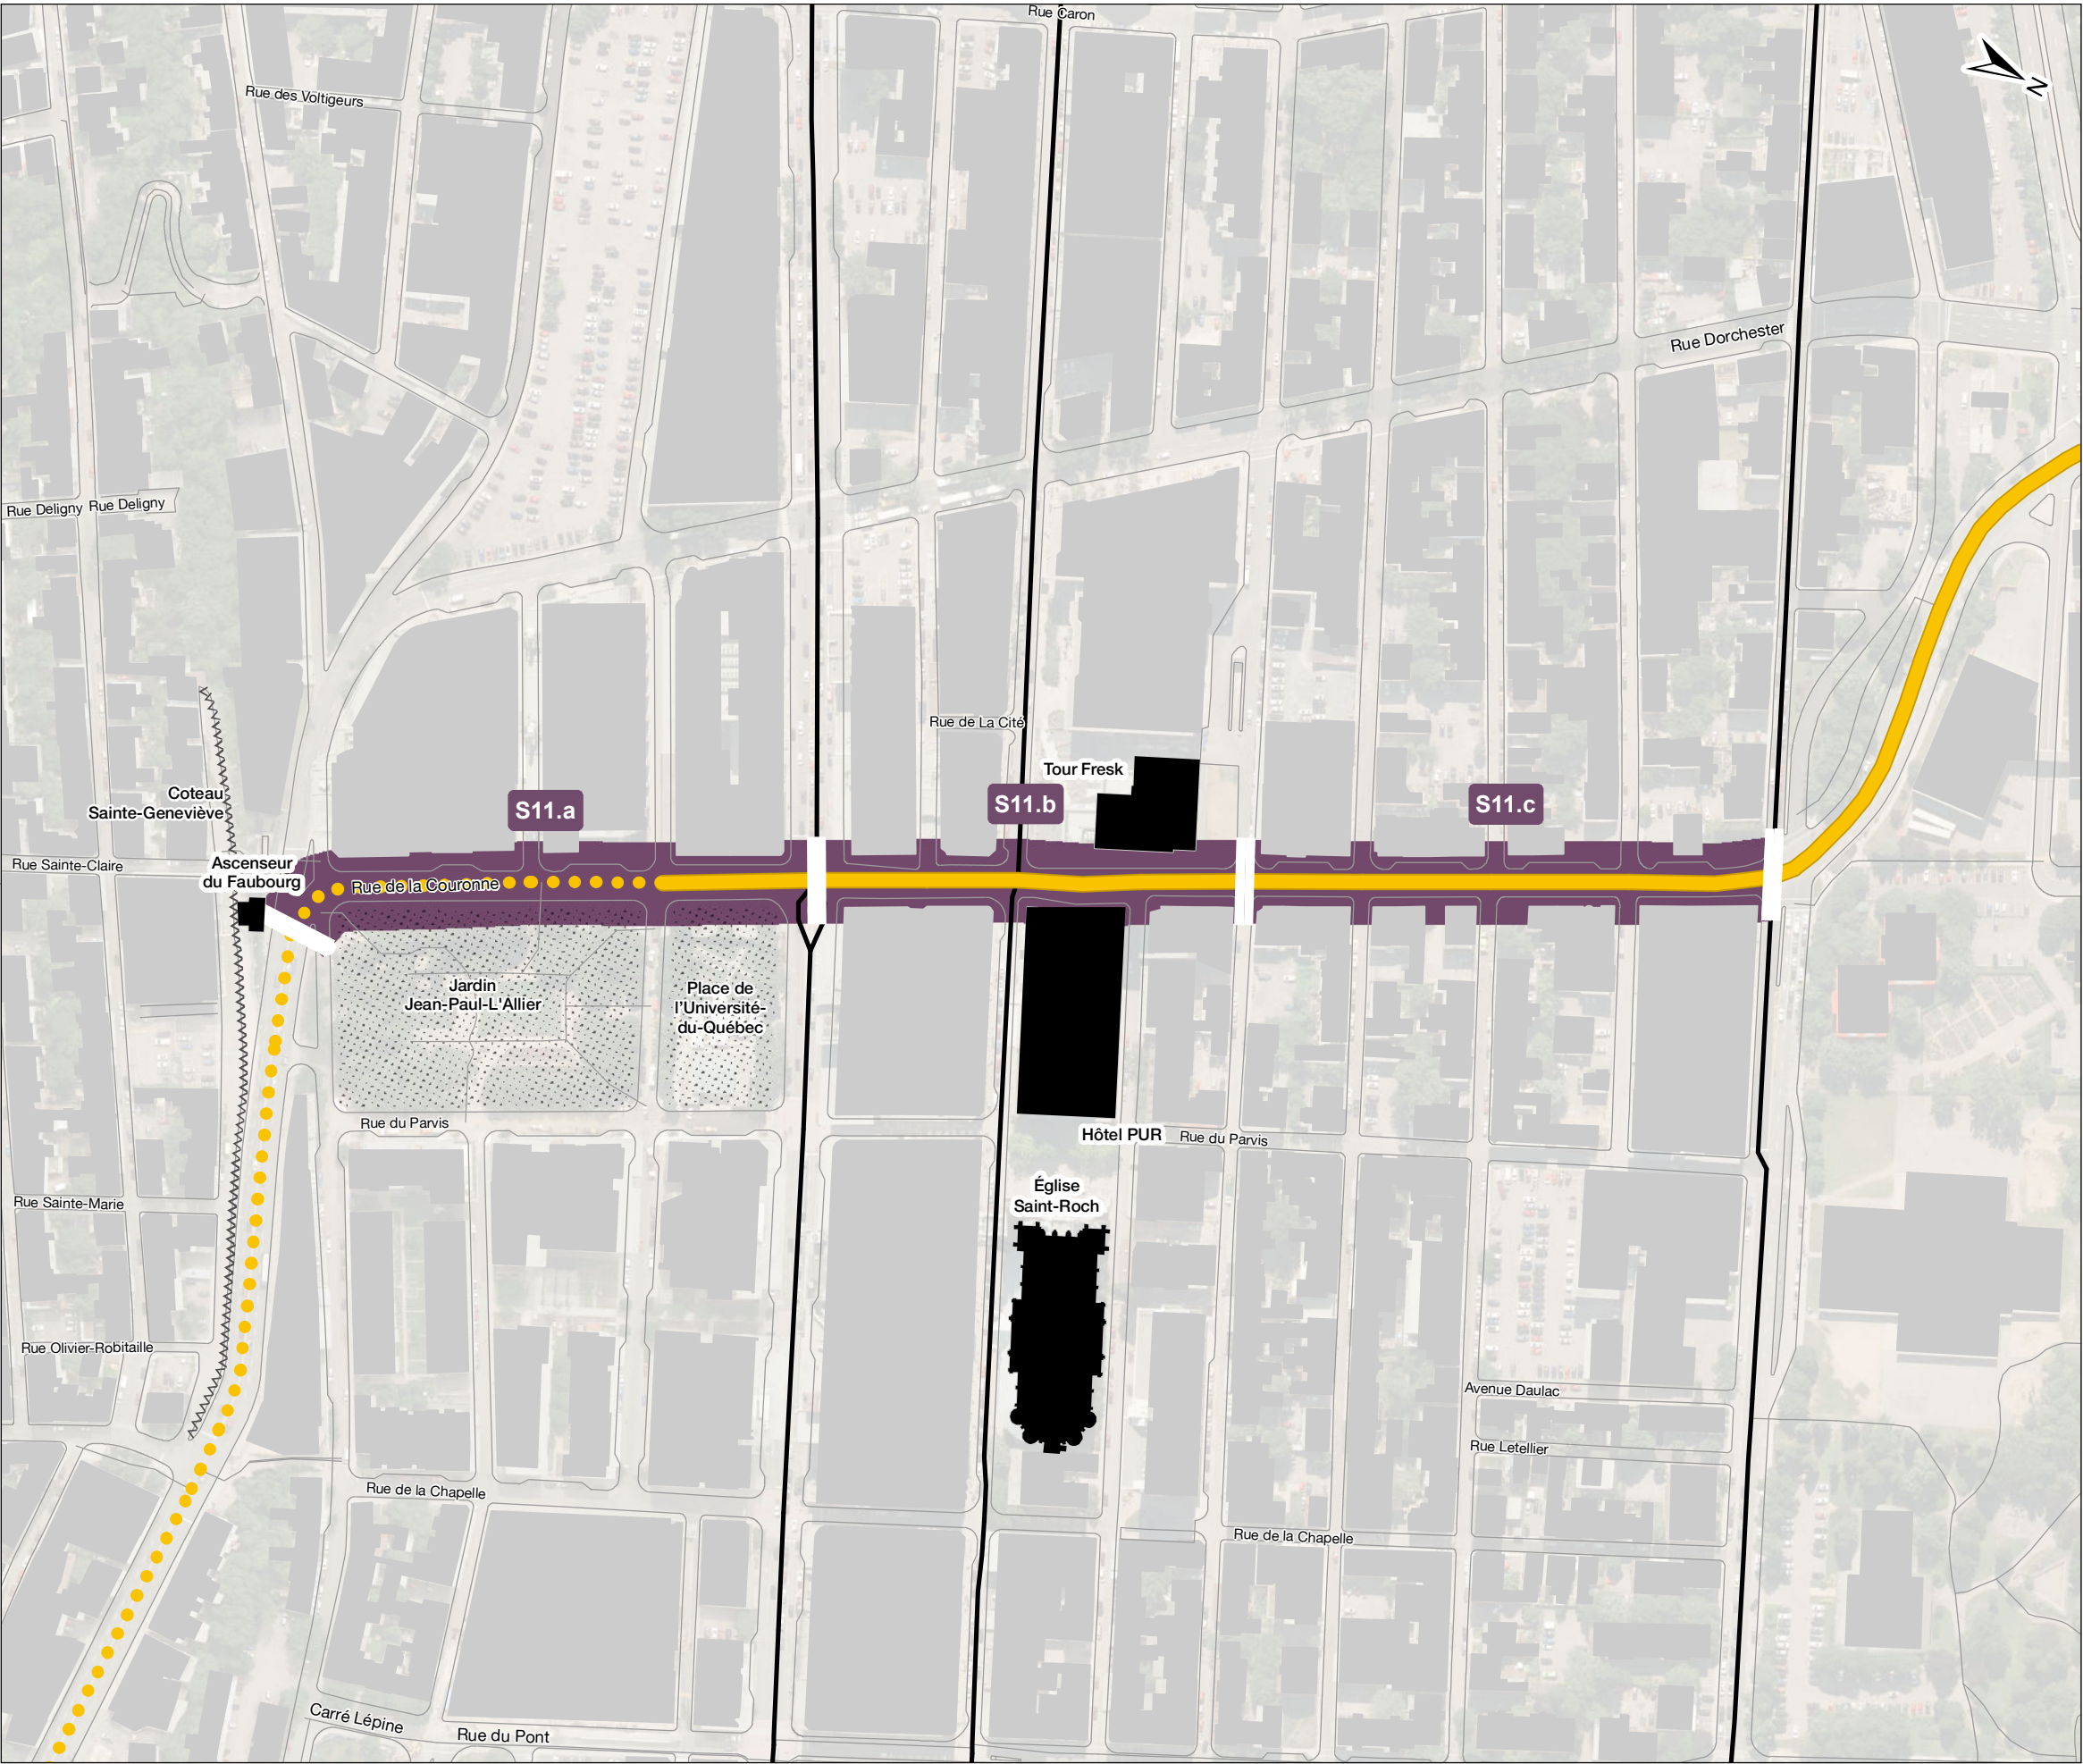 Rue Caron
N
Rue des Voltigeurs
Rue Dorchester
Rue Deligny
Rue Deligny
Rue de La Cité
Tour Fresk
Coteau
Sainte-Geneviève
S11.a
S11.b
S11.c
Rue Sainte-Claire
Ascenseur
du Faubourg
Rue de la Couronne
Jardin
Jean-Paul-L'Allier
Place de
l'Université-
du-Québec
Rue du Parvis
Hôtel PUR
Rue du Parvis
Église
Saint-Roch
Rue Sainte-Marie
Rue Olivier-Robitaille
Avenue Daulac
Rue Letellier
Rue de la Chapelle
Rue de la Chapelle
Carré Lépine
Rue du Pont